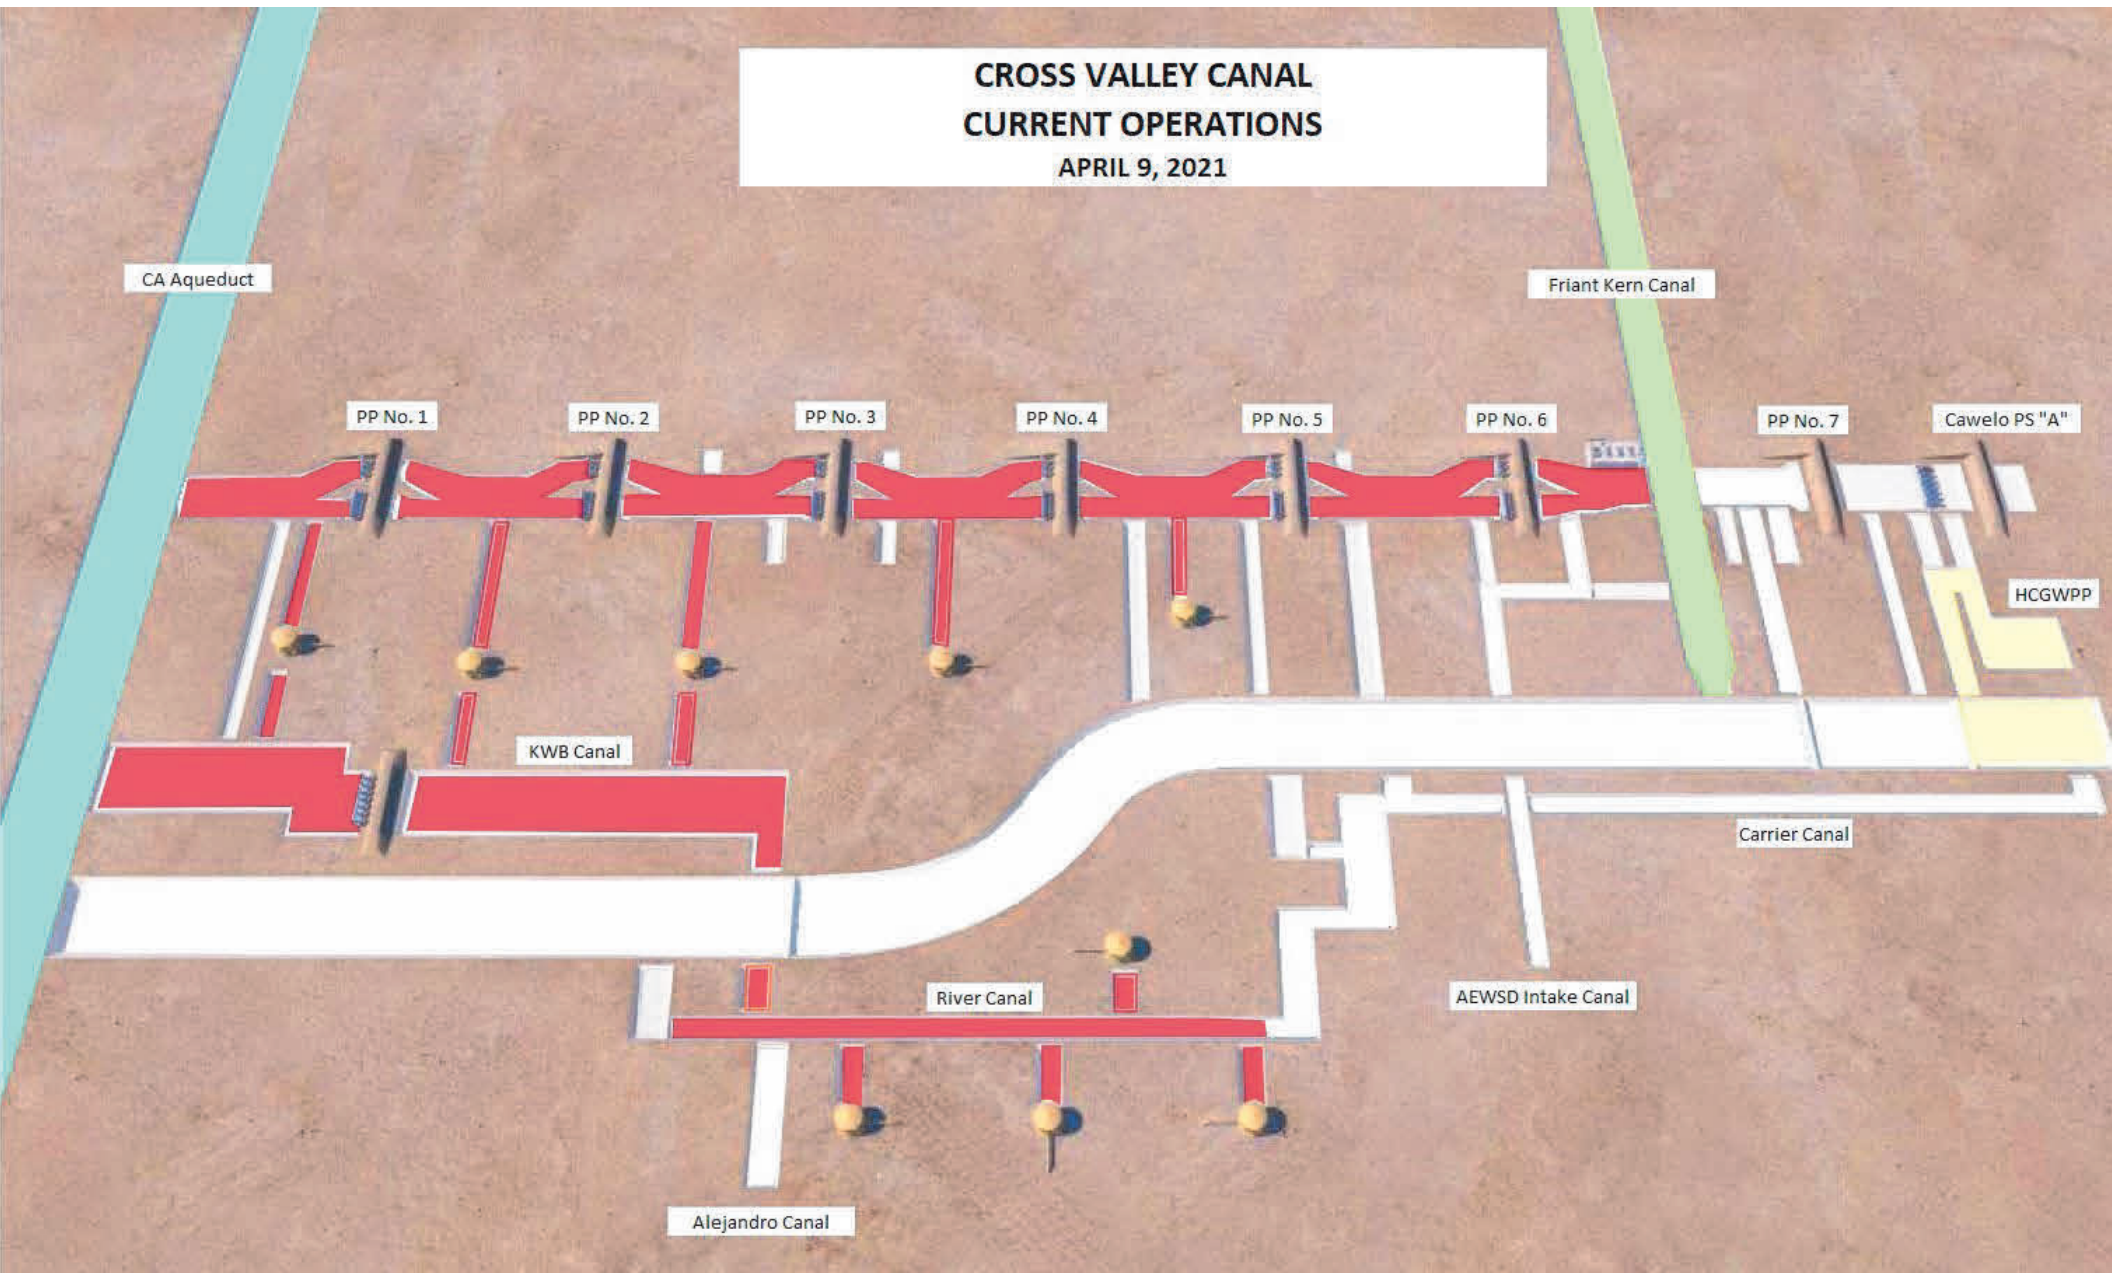 CROSS VALLEY CANAL
CURRENT OPERATIONS
APRIL 9, 2021
CA Aqueduct
Friant Kern Canal
PP No. 1
PP No. 2
PP No. 3
PP No. 4
PP No. 5
PP No. 6
PP No. 7
Cawelo PS "A"
HCGWPP
KWB Canal
Carrier Canal
River Canal
AEWSD Intake Canal
Alejandro Canal